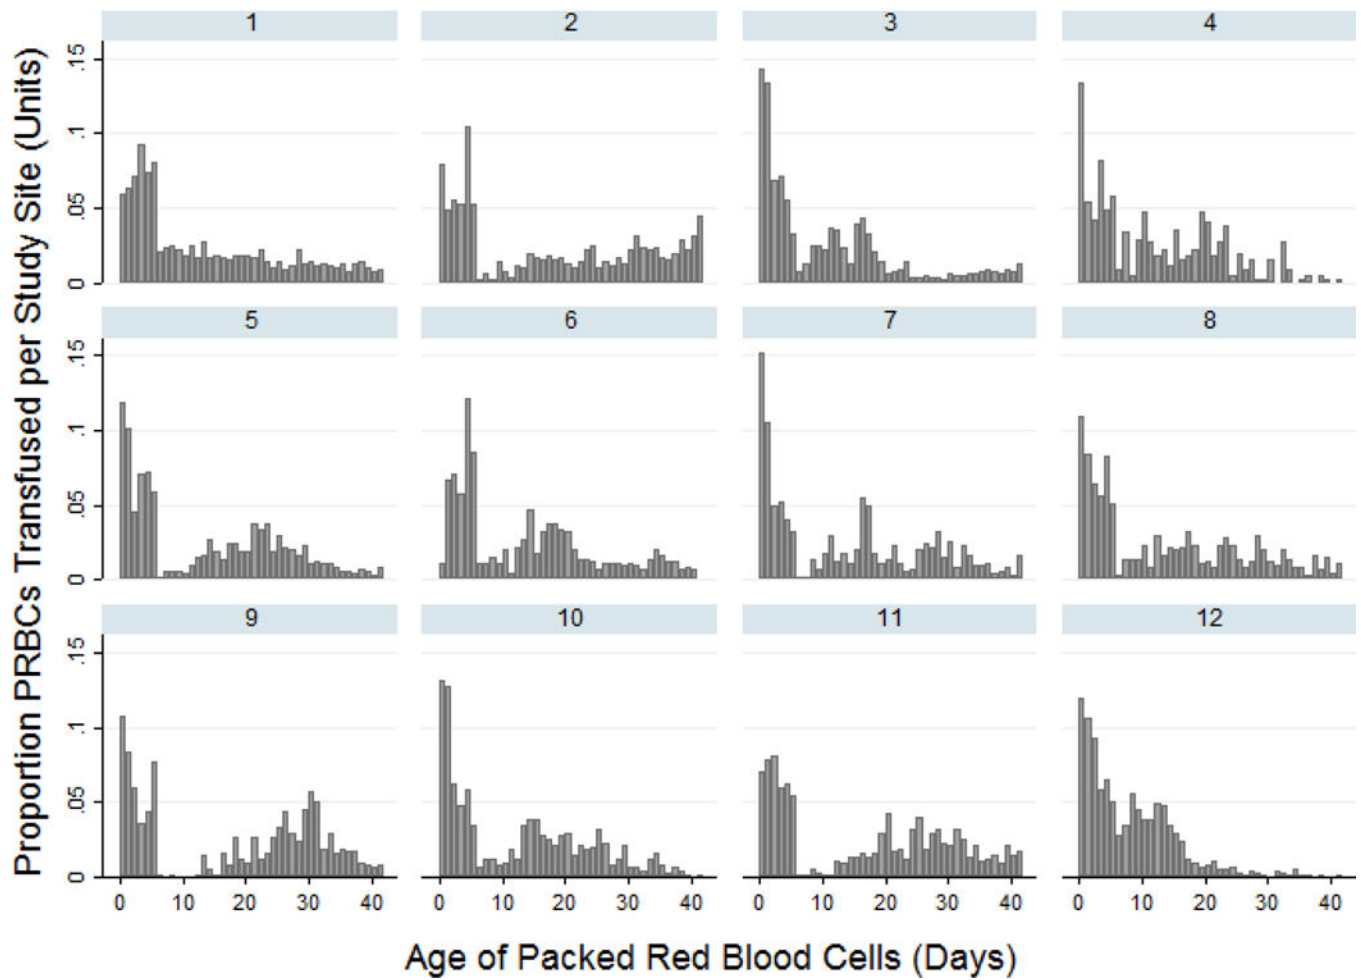 Proportion PRBCs Transfused per Study Site (Units)
1 2 3 4
.15
.1
.05
0
5 6 7 8
.15
.1
.05
0
9 10 11 12
.15
.1
.05
0
0 10 20 30 40 0 10 20 30 40 0 10 20 30 40 0 10 20 30 40
Age of Packed Red Blood Cells (Days)